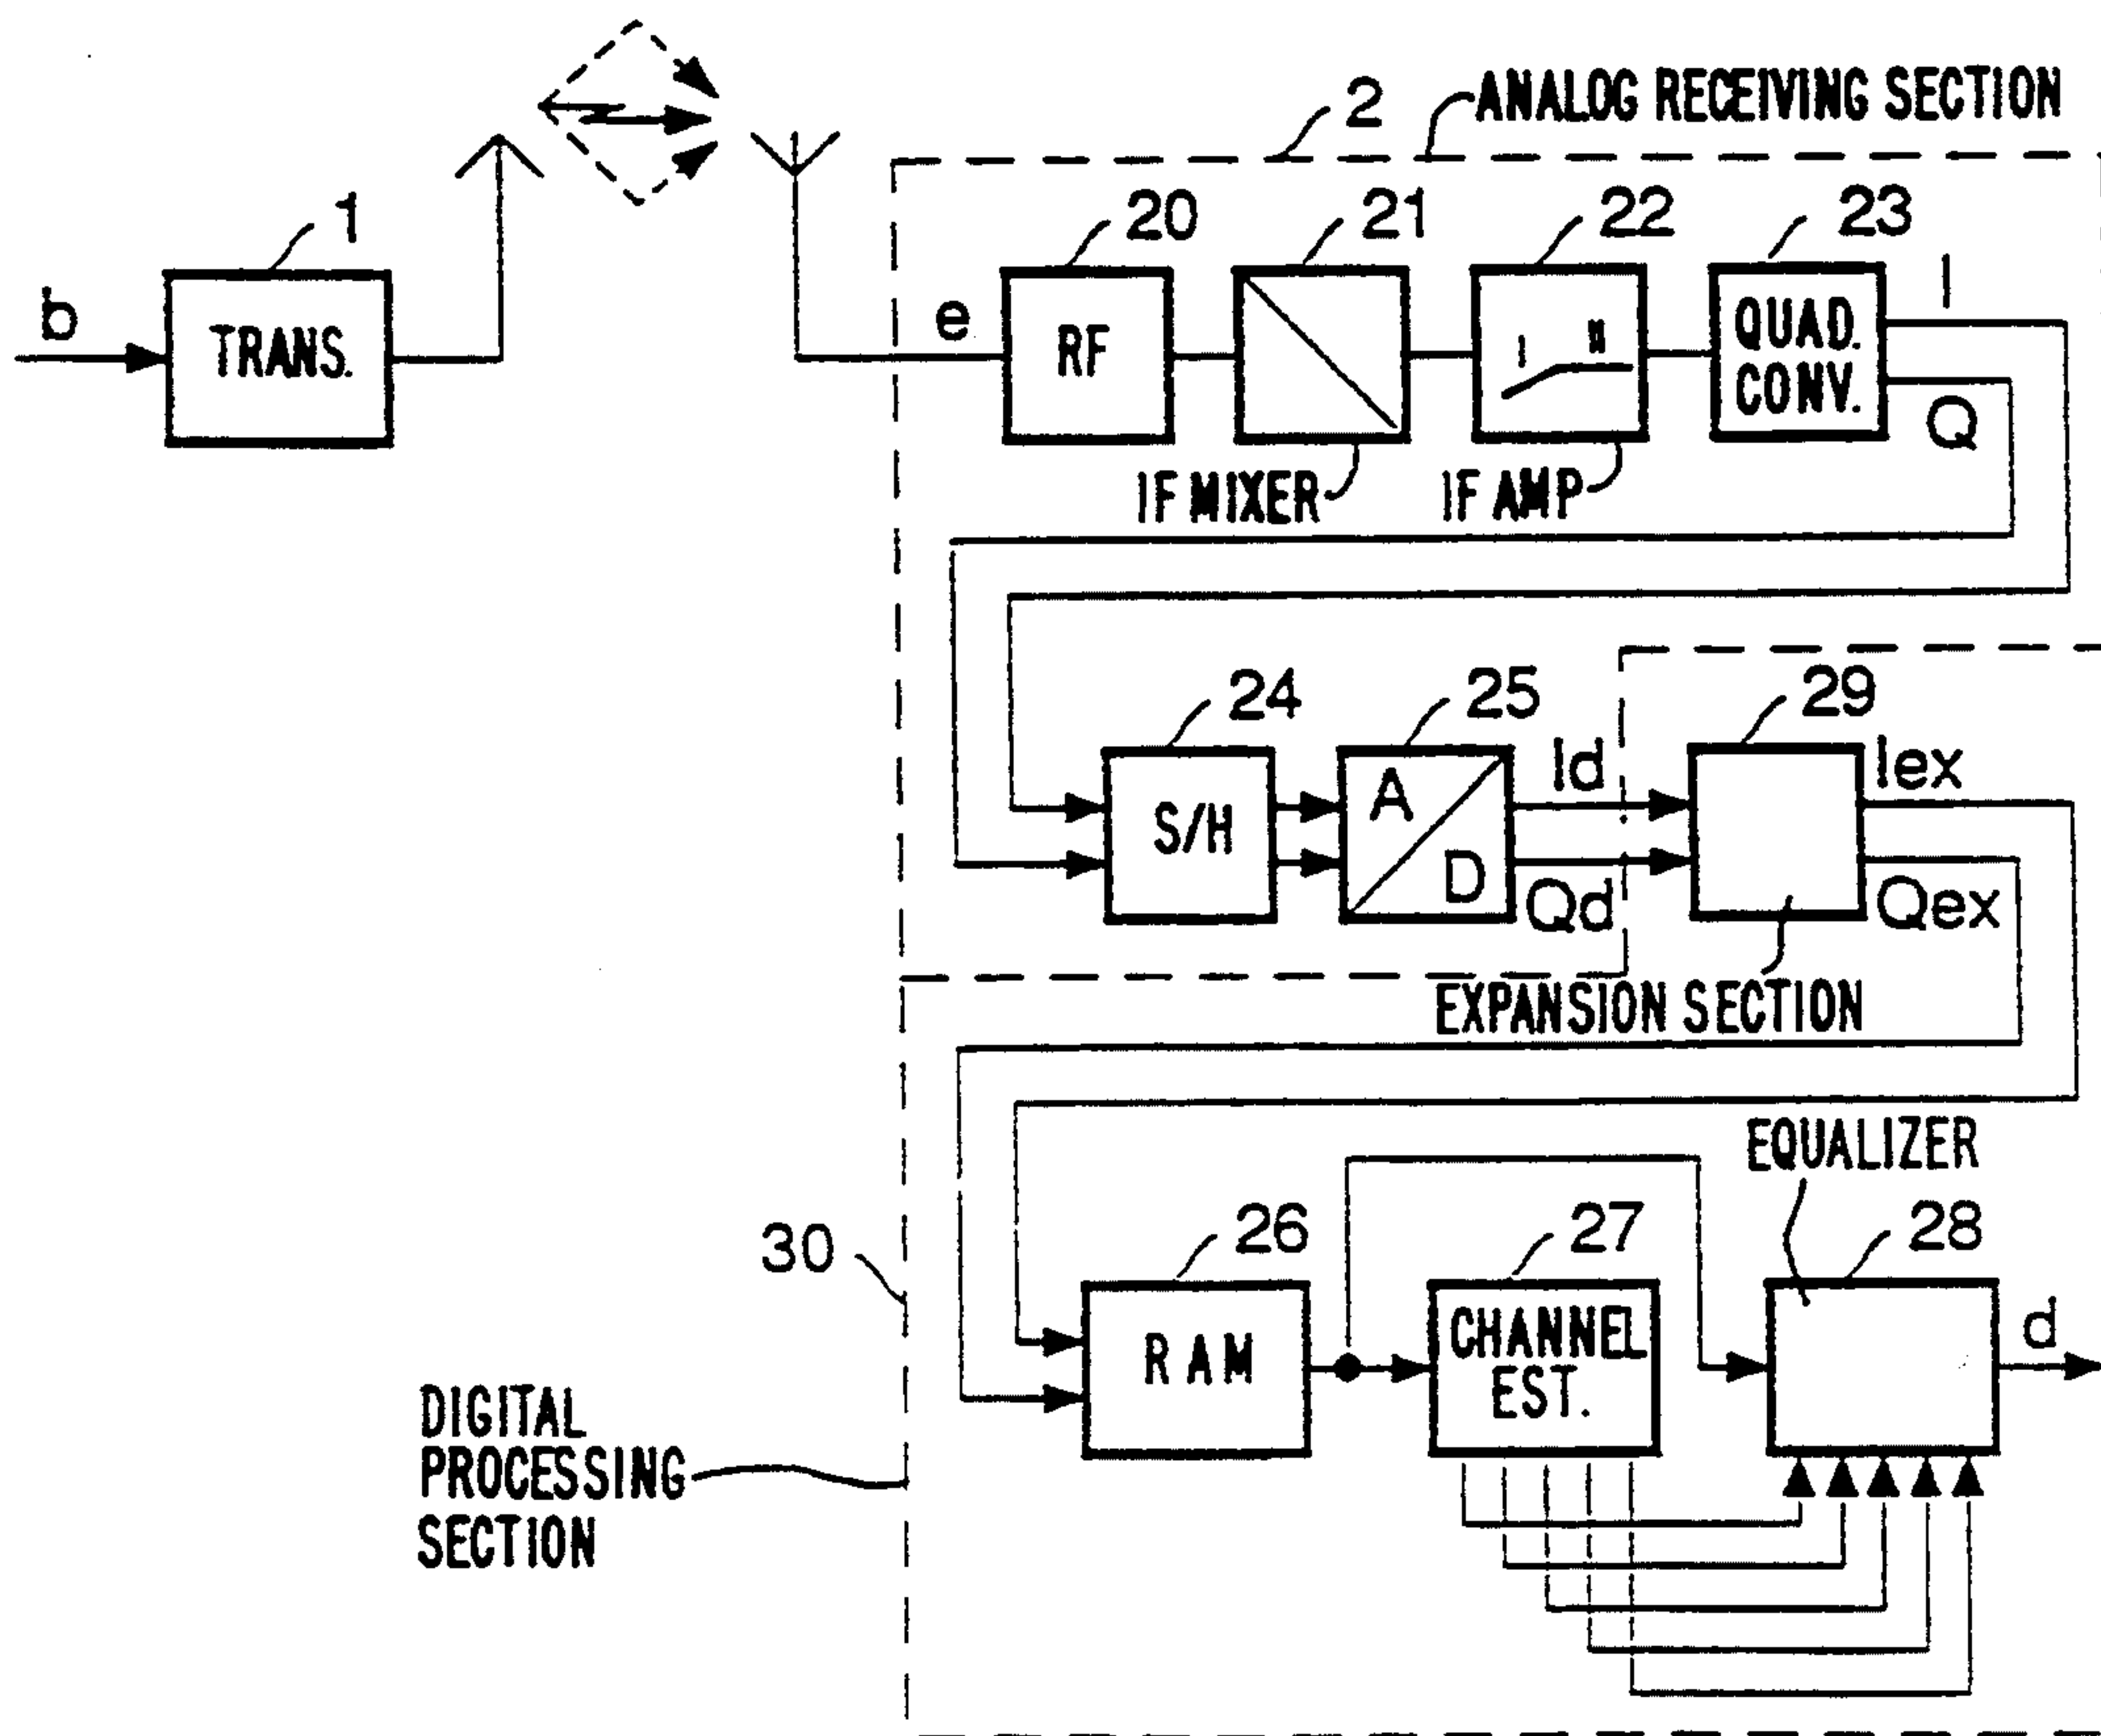 2
ANALOG RECEIVING SECTION
1
20
21
22
23
b
TRANS.
e
RF
I II
QUAD.
CONV.
I
Q
IF MIXER
IF AMP
24
25
29
S/H
A
D
Id
Qd
Iex
Qex
EXPANSION SECTION
EQUALIZER
30
26
27
28
RAM
CHANNEL
EST.
d
DIGITAL
PROCESSING
SECTION